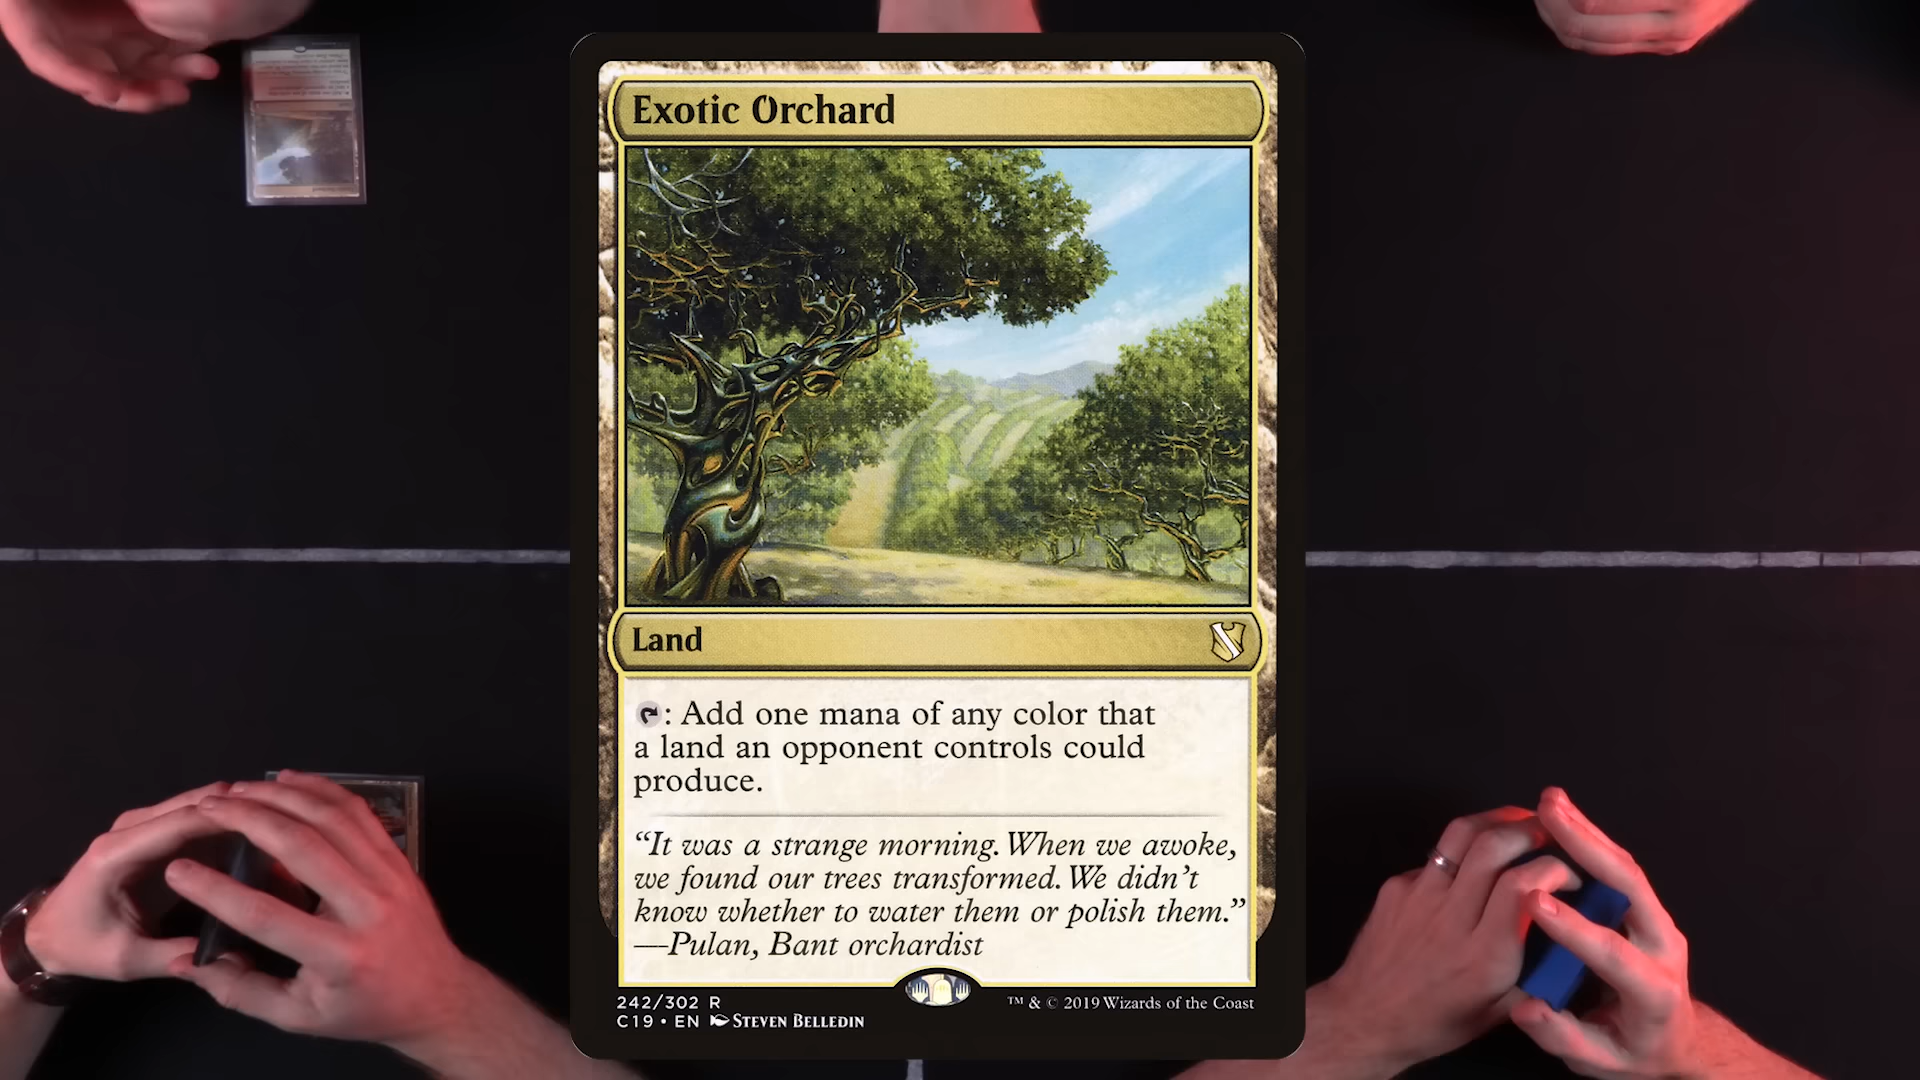 Exotic Orchard
Land
: Add one mana of any color that
a land an opponent controls could
produce.
“It was a strange morning. When we awoke,
we found our trees transformed. We didn’t
know whether to water them or polish them.”
—Pulan, Bant orchardist
242/302 R
C19 • EN Steven Belledin
™ & © 2019 Wizards of the Coast